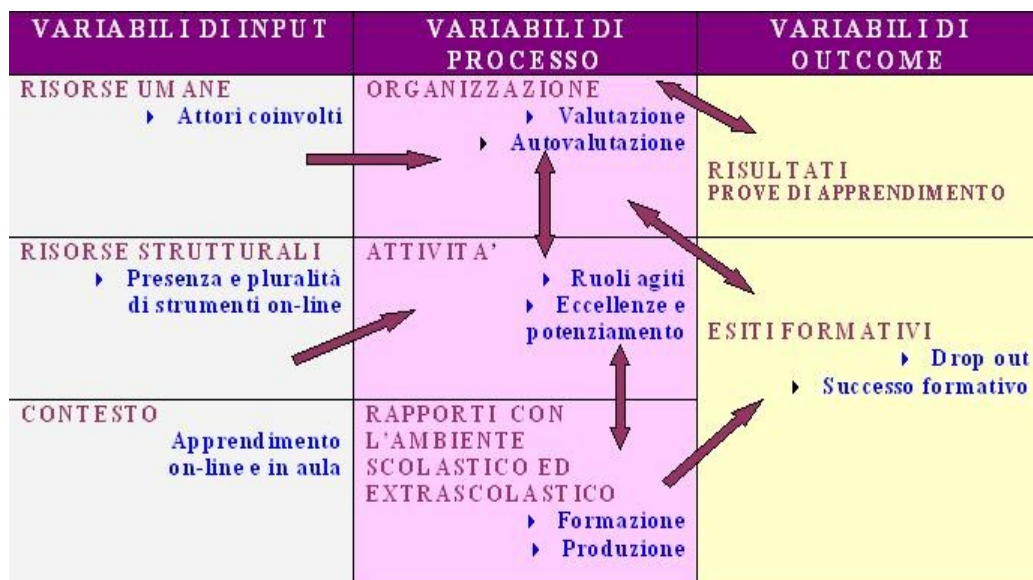 VARIABILI DI INPUT
VARIABILI DI
PROCESSO
VARIABILI DI
OUTCOME
RISORSE UMANE
Attori coinvolti
ORGANIZZAZIONE
Valutazione
Autovalutazione
RISULTATI
PROVE DI APPRENDIMENTO
RISORSE STRUTTURALI
Presenza e pluralità
di strumenti on-line
ATTIVITA'
Ruoli agiti
Eccellenze e
potenziamento
ESITI FORMATIVI
Drop out
Successo formativo
CONTESTO
Apprendimento
on-line e in aula
RAPPORTI CON
L'AMBIENTE
SCOLASTICO ED
EXTRASCOLASTICO
Formazione
Produzione